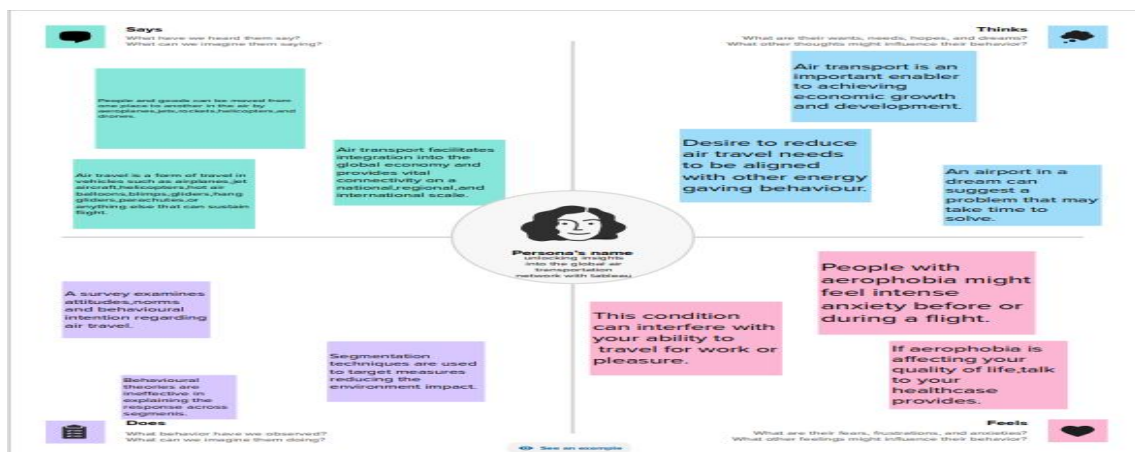 Says
What have we heard them say?
What can we imagine them saying?
People and goods can be moved from
one place to another in the air by
aeroplanes,jets,rockets,helicopters,and
drones.
Air travel is a form of travel in
vehicles such as airplanes,jet
aircraft,helicopters,hot air
balloons,blimps,gliders,hang
gliders,parachutes,or
anything else that can sustain
flight.
Air transport facilitates
integration into the
global economy and
provides vital
connectivity on a
national,regional,and
international scale.
Thinks
What are their wants, needs, hopes, and dreams?
What other thoughts might influence their behavior?
Air transport is an
important enabler
to achieving
economic growth
and development.
Desire to reduce
air travel needs
to be aligned
with other energy
gaving behaviour.
An airport in a
dream can
suggest a
problem that may
take time to
solve.
Persona's name
unlocking insights
into the global air
transportation
network with tableau
A survey examines
attitudes,norms
and behavioural
intention regarding
air travel.
Segmentation
techniques are used
to target measures
reducing the
environment impact.
Behavioural
theories are
ineffective in
explaining the
response across
segments.
Does
What behavior have we observed?
What can we imagine them doing?
People with
aerophobia might
feel intense
anxiety before or
during a flight.
This condition
can interfere with
your ability to
travel for work or
pleasure.
If aerophobia is
affecting your
quality of life,talk
to your
healthcase
provides.
Feels
What are their fears, frustrations, and anxieties?
What other feelings might influence their behavior?
See an example